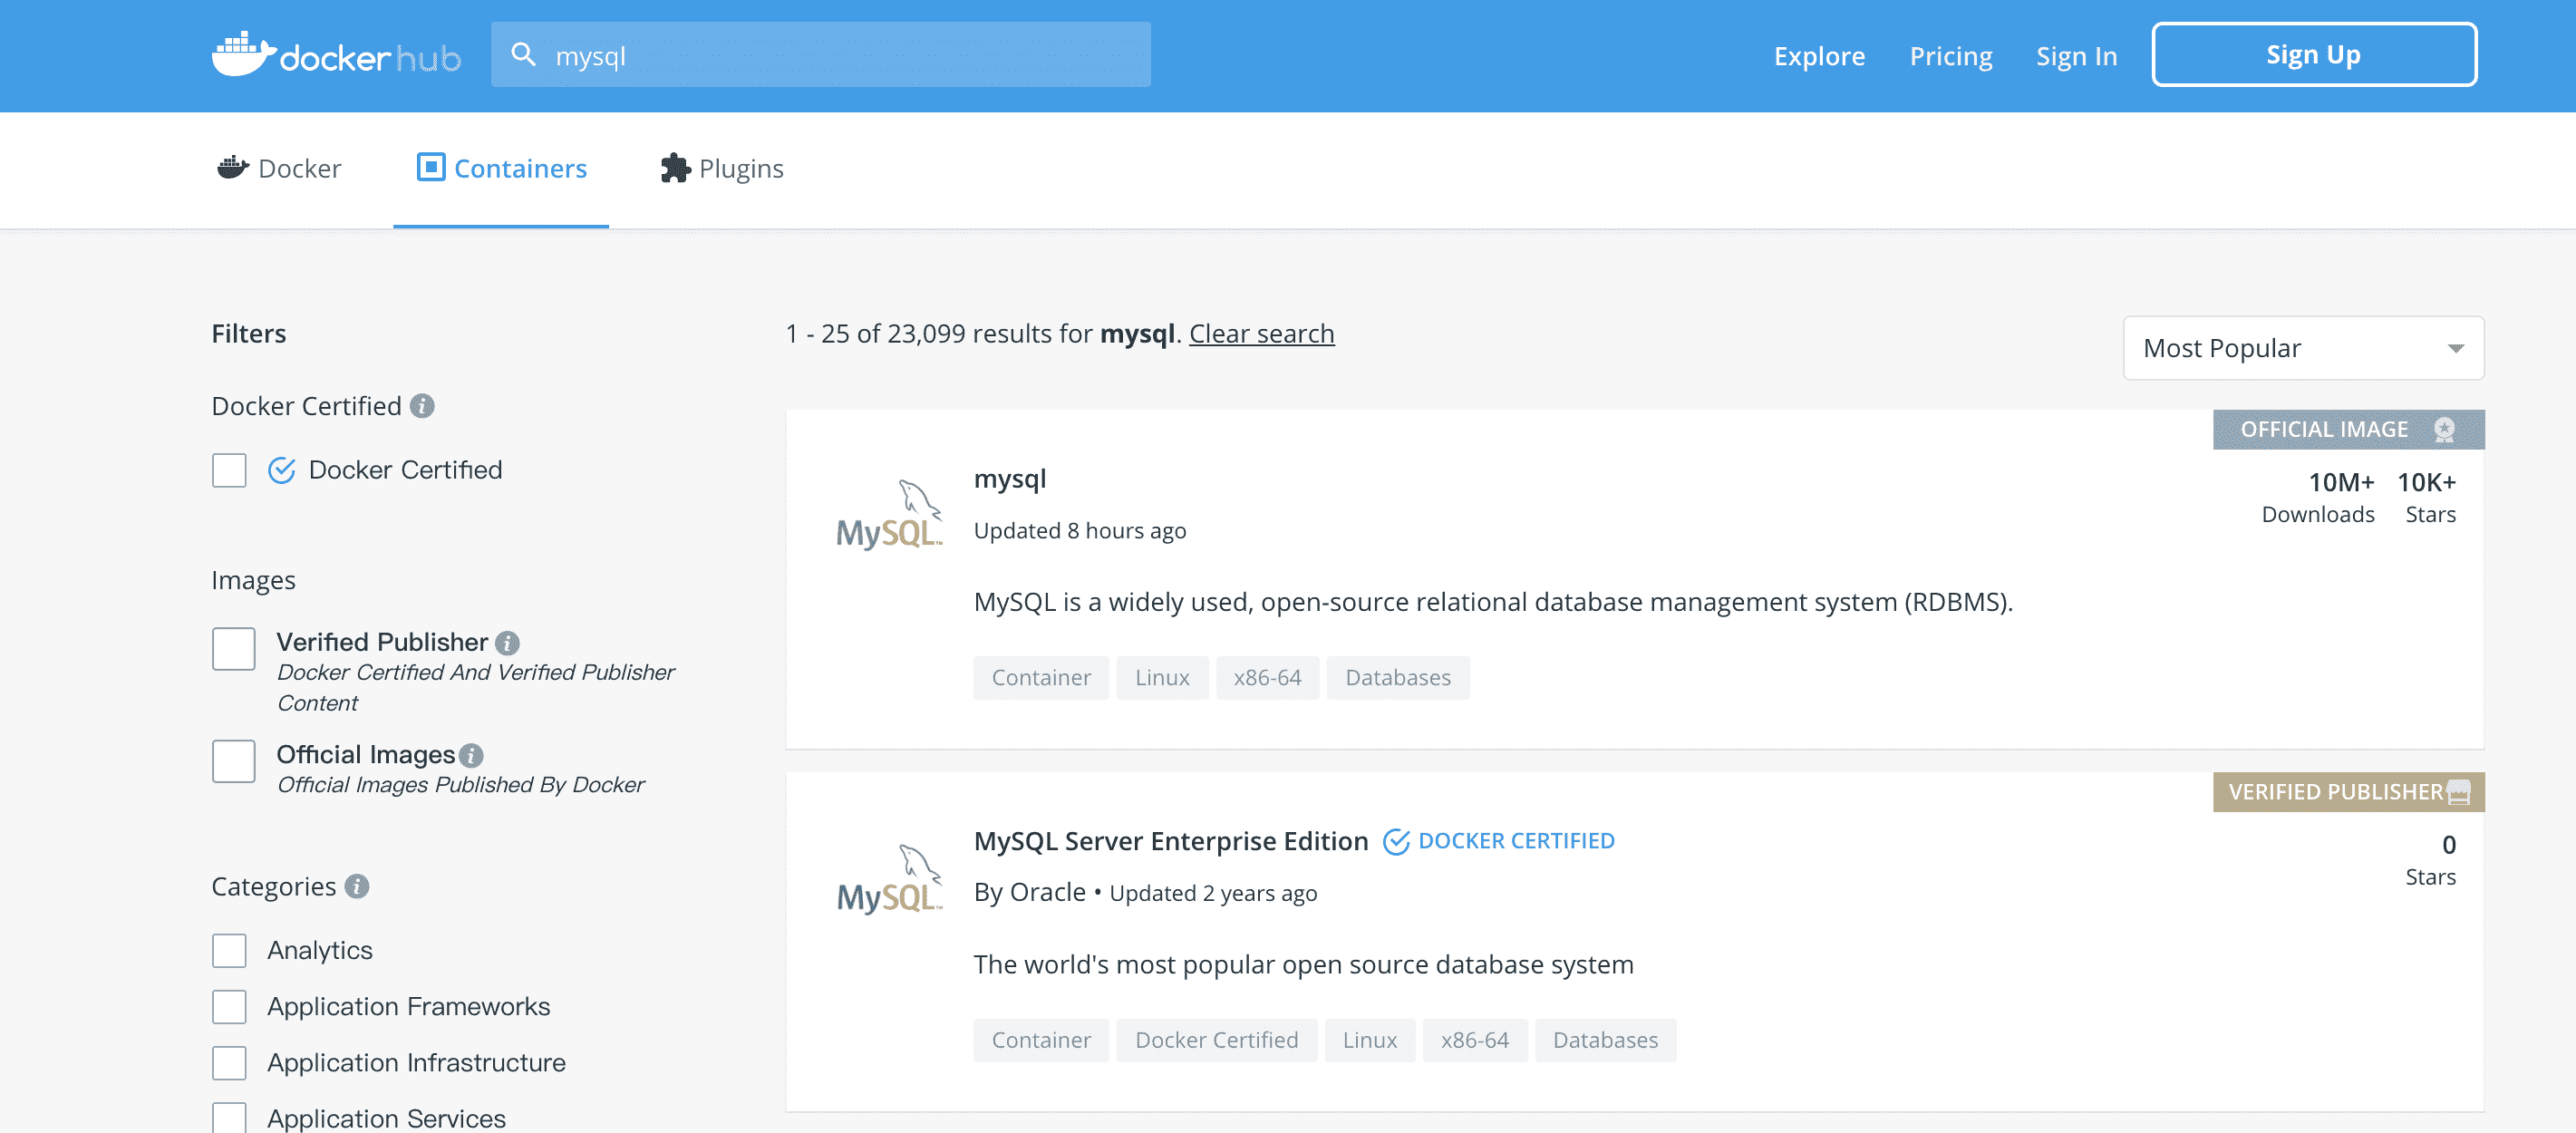 dockerhub
mysql
Explore
Pricing
Sign In
Sign Up
Docker
Containers
Plugins
Filters
Docker Certified
Docker Certified
Images
Verified Publisher
Docker Certified And Verified Publisher
Content
Official Images
Official Images Published By Docker
Categories
Analytics
Application Frameworks
Application Infrastructure
Application Services
1 - 25 of 23,099 results for mysql. Clear search
Most Popular
OFFICIAL IMAGE
MySQL™
mysql
Updated 8 hours ago
10M+ 10K+
Downloads Stars
MySQL is a widely used, open-source relational database management system (RDBMS).
Container Linux x86-64 Databases
VERIFIED PUBLISHER
MySQL™
MySQL Server Enterprise Edition DOCKER CERTIFIED
By Oracle • Updated 2 years ago
0
Stars
The world's most popular open source database system
Container Docker Certified Linux x86-64 Databases